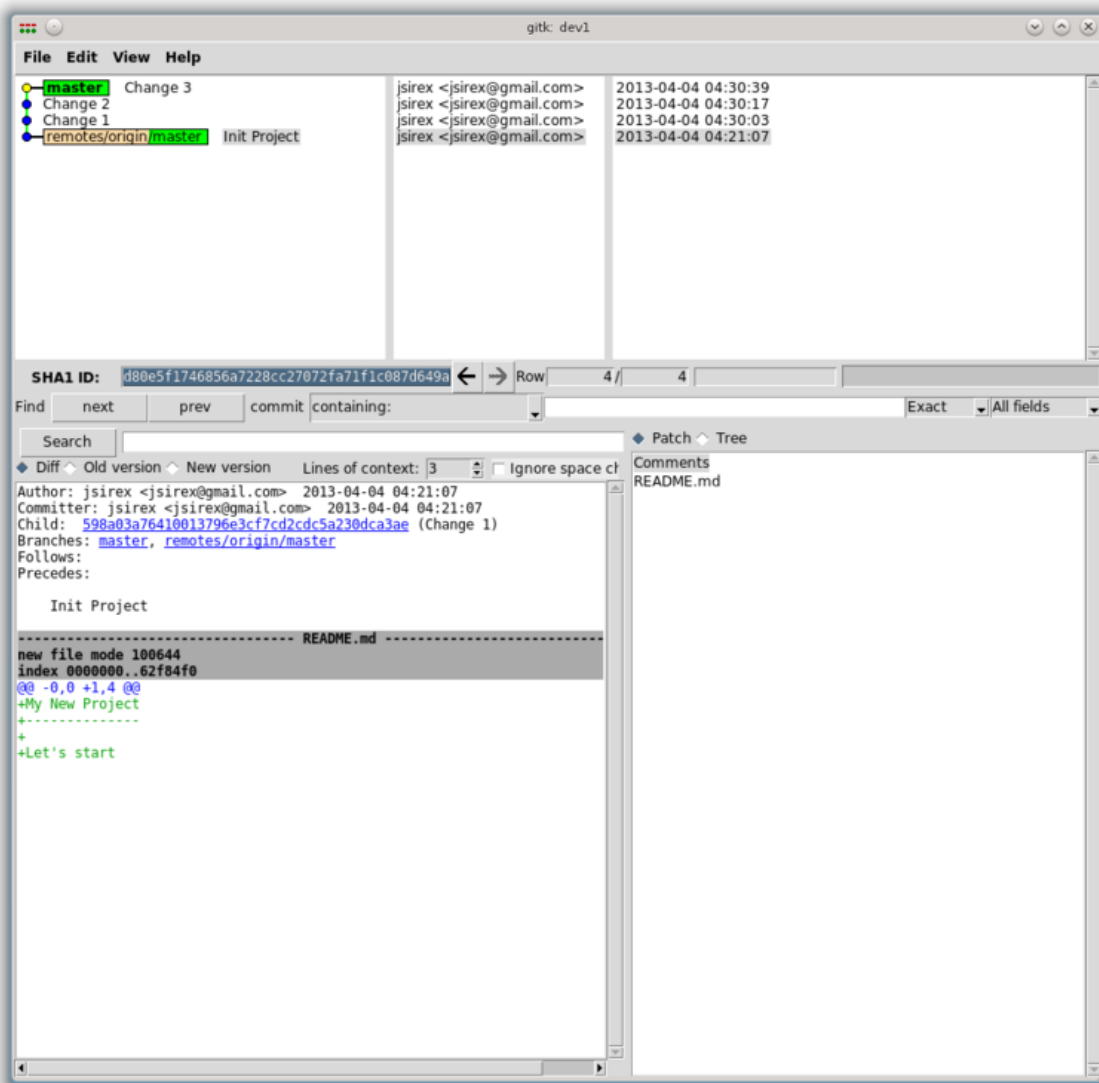 gitk: dev1
File Edit View Help
master Change 3 jsirex <jsirex@gmail.com> 2013-04-04 04:30:39
Change 2 jsirex <jsirex@gmail.com> 2013-04-04 04:30:17
Change 1 jsirex <jsirex@gmail.com> 2013-04-04 04:30:03
remotes/origin/master Init Project jsirex <jsirex@gmail.com> 2013-04-04 04:21:07
SHA1 ID: d80e5f1746856a7228cc27072fa71f1c087d649a Row 4 / 4
Find next prev commit containing: Exact All fields
Search
Diff Old version New version Lines of context: 3 Ignore space ch
Author: jsirex <jsirex@gmail.com> 2013-04-04 04:21:07
Committer: jsirex <jsirex@gmail.com> 2013-04-04 04:21:07
Child: 598a03a76410013796e3cf7cd2cdc5a230dca3ae (Change 1)
Branches: master, remotes/origin/master
Follows:
Precedes:
Init Project
---------------------------------- README.md ---------------------------
new file mode 100644
index 0000000..62f84f0
@@ -0,0 +1,4 @@
+My New Project
+--------------
+
+Let's start
Patch Tree
Comments
README.md